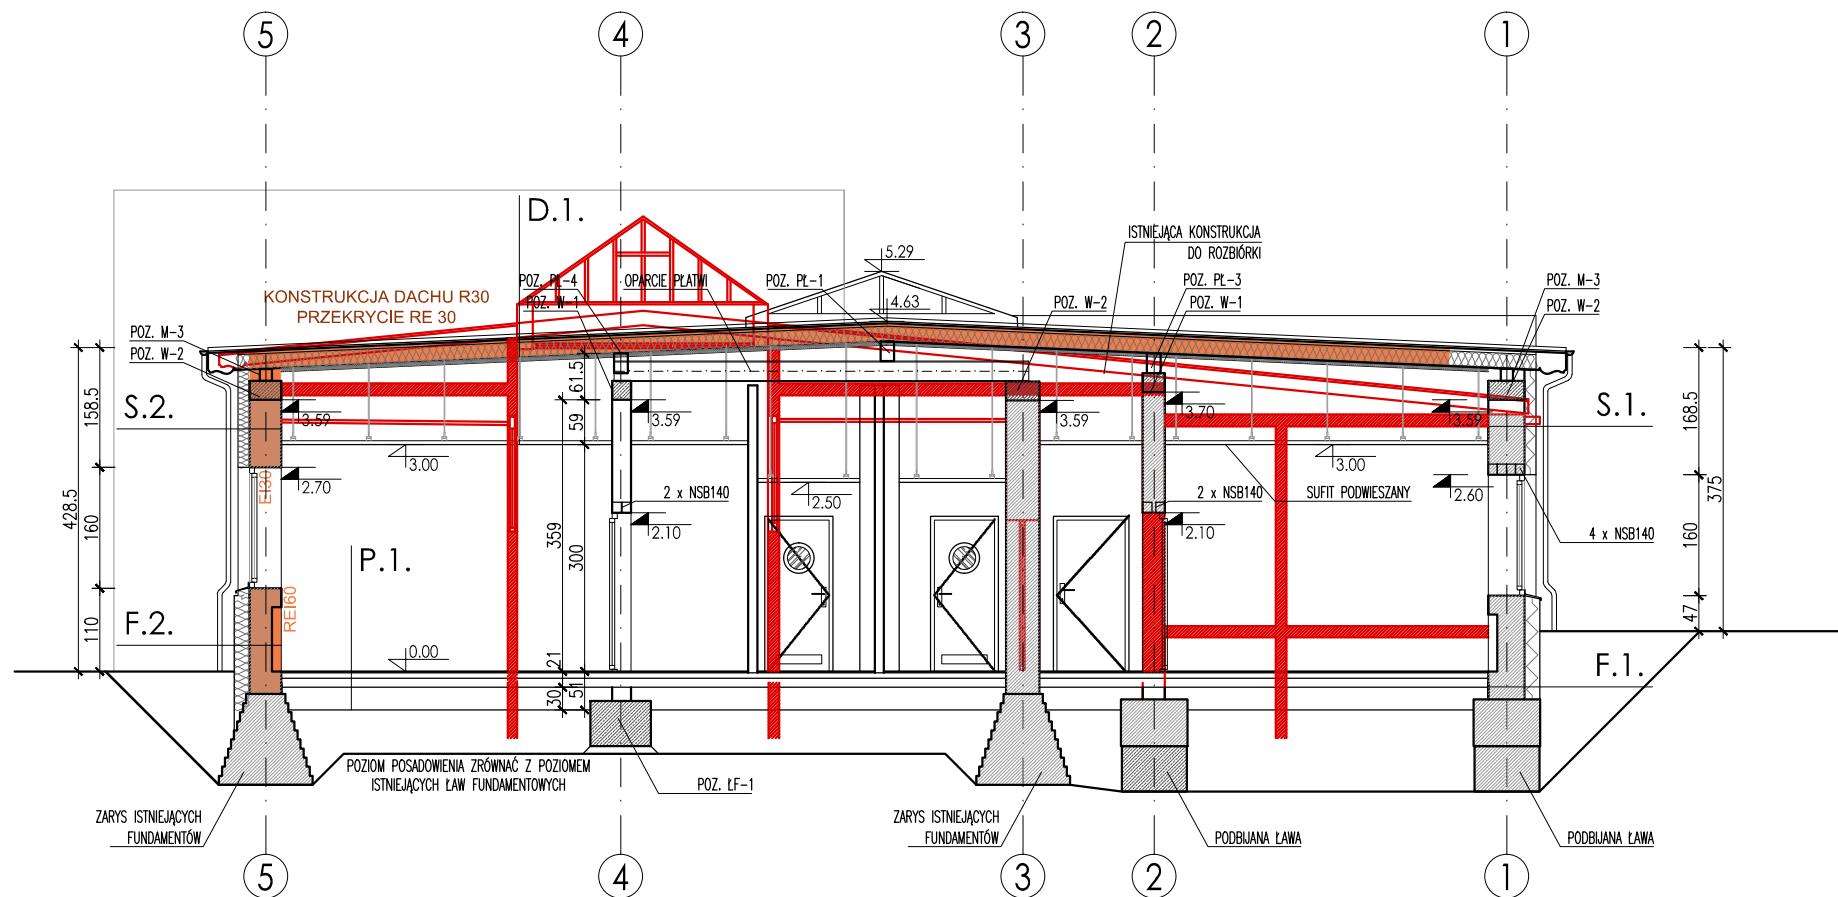 5
4
3
2
1
D.1.
ISTNIEJĄCA KONSTRUKCJA
DO ROZBIÓRKI
5.29
POZ. PŁ-4
OPARCIE PŁATWI
POZ. PŁ-1
POZ. PŁ-3
POZ. M-3
KONSTRUKCJA DACHU R30
PRZEKRYCIE RE 30
POZ. W-1
4.63
POZ. W-2
POZ. W-1
POZ. W-2
POZ. M-3
POZ. W-2
61.5
158.5
S.2.
3.59
59
3.59
3.59
3.70
3.59
S.1.
168.5
3.00
3.00
EI30
2.70
2.50
2 x NSB140
2 x NSB140
SUFIT PODWIESZANY
2.60
375
428.5
160
359
300
2.10
2.10
4 x NSB140
160
P.1.
F.2.
REI60
110
47
0.00
21
F.1.
30
51
POZIOM POSADOWIENIA ZRÓWNAĆ Z POZIOMEM
ISTNIEJĄCYCH ŁAW FUNDAMENTOWYCH
POZ. ŁF-1
ZARYS ISTNIEJĄCYCH
FUNDAMENTÓW
ZARYS ISTNIEJĄCYCH
FUNDAMENTÓW
PODBIJANA ŁAWA
PODBIJANA ŁAWA
5
4
3
2
1